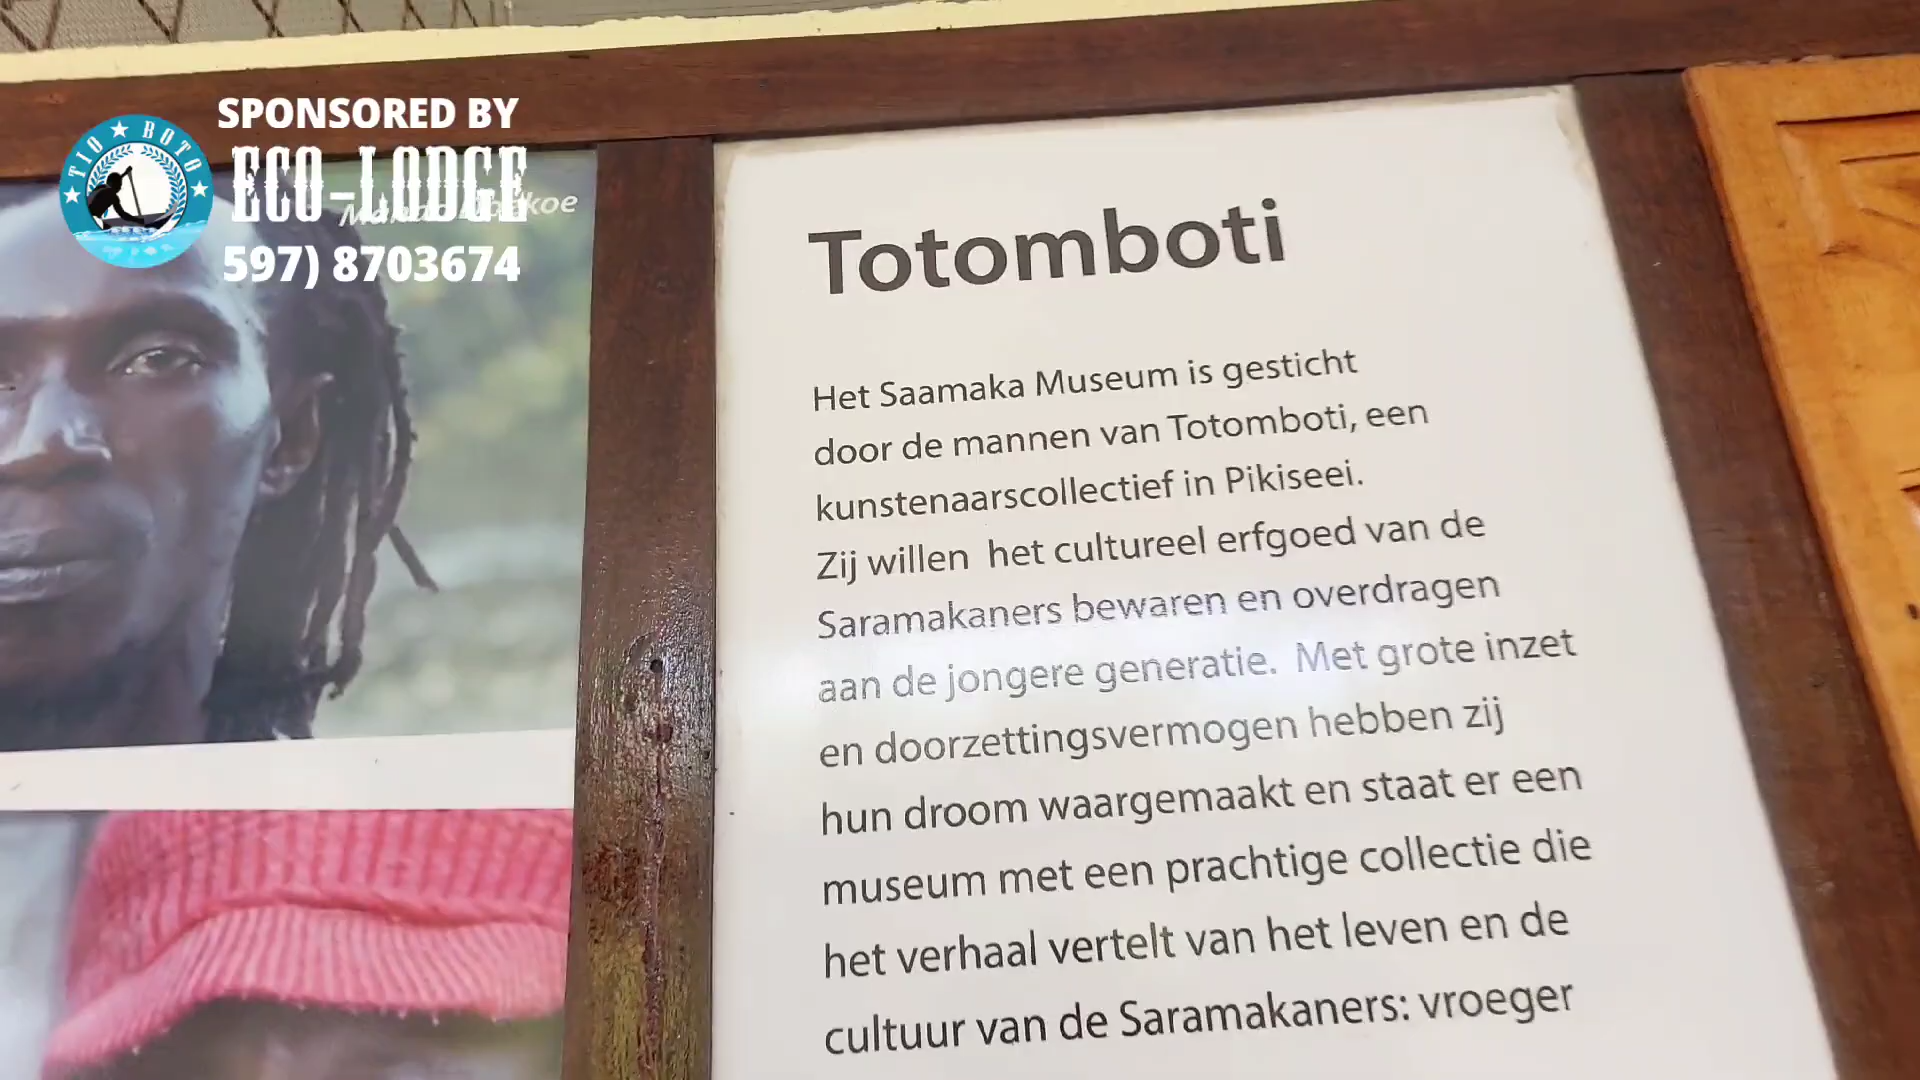 SPONSORED BY
TIO BOTO
ECO-LODGE
597) 8703674
Totomboti
Het Saamaka Museum is gesticht
door de mannen van Totomboti, een
kunstenaarscollectief in Pikiseei.
Zij willen het cultureel erfgoed van de
Saramakaners bewaren en overdragen
aan de jongere generatie. Met grote inzet
en doorzettingsvermogen hebben zij
hun droom waargemaakt en staat er een
museum met een prachtige collectie die
het verhaal vertelt van het leven en de
cultuur van de Saramakaners: vroeger